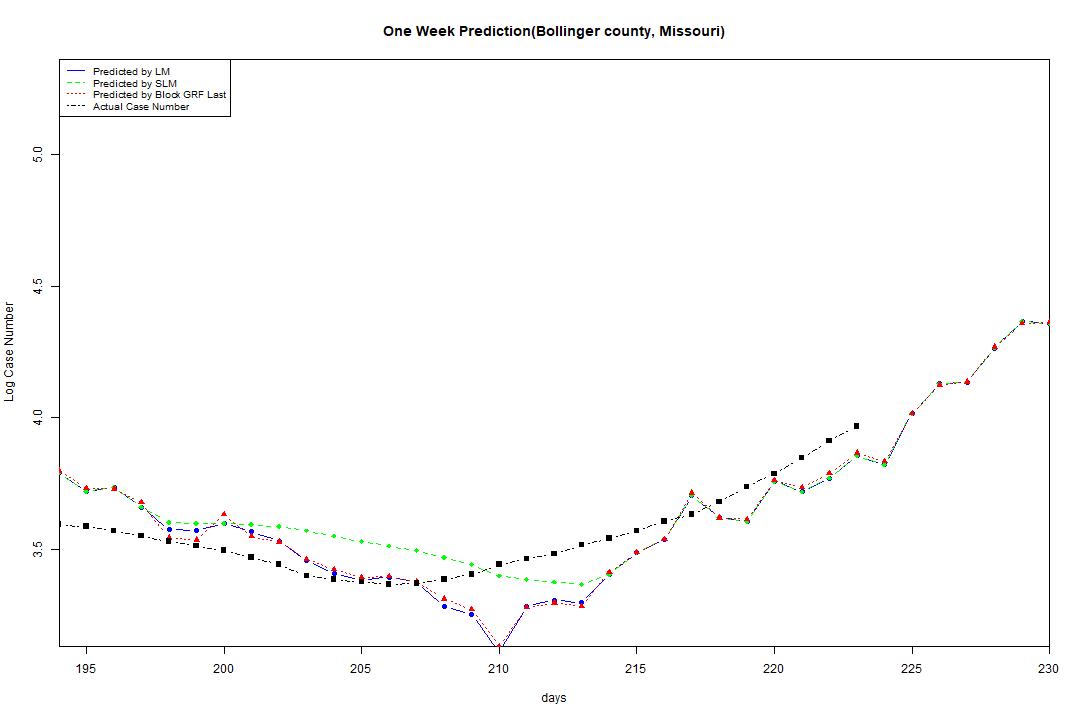 One Week Prediction(Bollinger county, Missouri)
Predicted by LM
Predicted by SLM
Predicted by Block GRF Last
Actual Case Number
5.0
4.5
4.0
3.5
Log Case Number
195 200 205 210 215 220 225 230
days